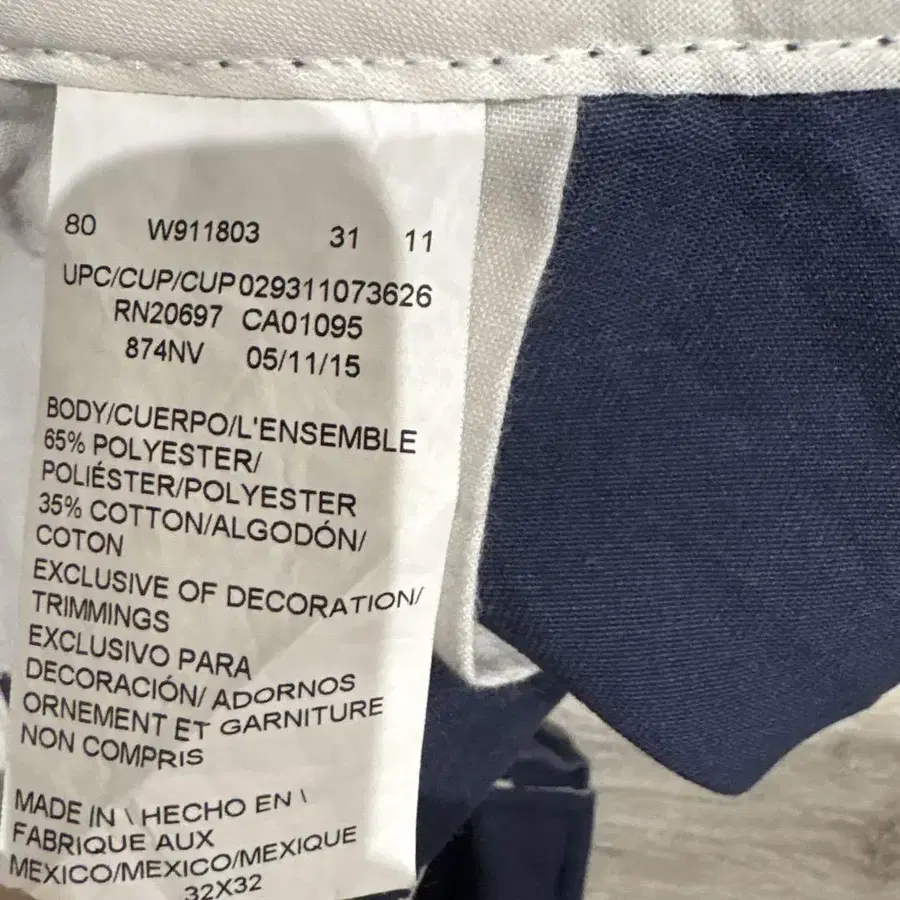 80 W911803 31 11
UPC/CUP/CUP 029311073626
RN20697 CA01095
874NV 05/11/15
BODY/CUERPO/L'ENSEMBLE
65% POLYESTER/
POLIÉSTER/POLYESTER
35% COTTON/ALGODÓN/
COTON
EXCLUSIVE OF DECORATION/
TRIMMINGS
EXCLUSIVO PARA
DECORACIÓN/ ADORNOS
ORNEMENT ET GARNITURE
NON COMPRIS
MADE IN \ HECHO EN \
FABRIQUE AUX
MEXICO/MEXICO/MEXIQUE
32X32